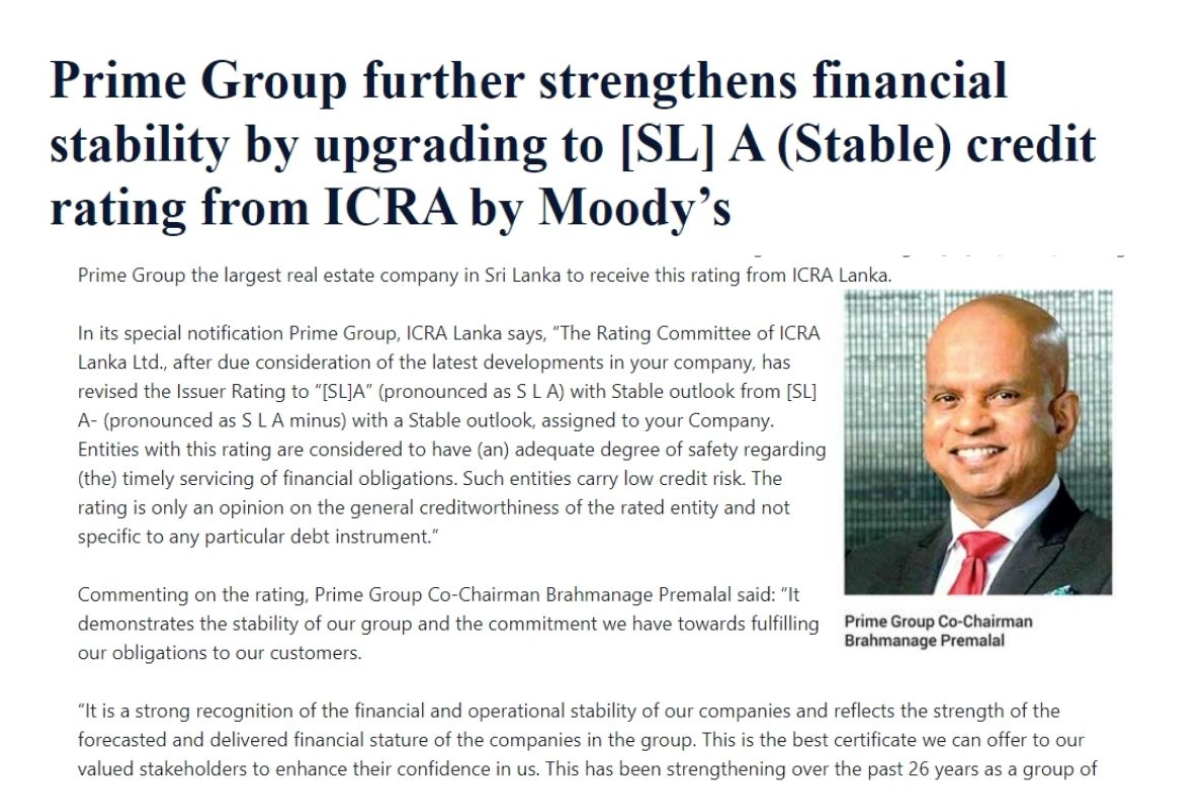 Prime Group further strengthens financial
stability by upgrading to [SL] A (Stable) credit
rating from ICRA by Moody’s
Prime Group the largest real estate company in Sri Lanka to receive this rating from ICRA Lanka.
In its special notification Prime Group, ICRA Lanka says, “The Rating Committee of ICRA
Lanka Ltd., after due consideration of the latest developments in your company, has
revised the Issuer Rating to “[SL]A” (pronounced as S L A) with Stable outlook from [SL]
A- (pronounced as S L A minus) with a Stable outlook, assigned to your Company.
Entities with this rating are considered to have (an) adequate degree of safety regarding
(the) timely servicing of financial obligations. Such entities carry low credit risk. The
rating is only an opinion on the general creditworthiness of the rated entity and not
specific to any particular debt instrument.”
Commenting on the rating, Prime Group Co-Chairman Brahmanage Premalal said: “It
demonstrates the stability of our group and the commitment we have towards fulfilling
our obligations to our customers.
Prime Group Co-Chairman
Brahmanage Premalal
“It is a strong recognition of the financial and operational stability of our companies and reflects the strength of the
forecasted and delivered financial stature of the companies in the group. This is the best certificate we can offer to our
valued stakeholders to enhance their confidence in us. This has been strengthening over the past 26 years as a group of